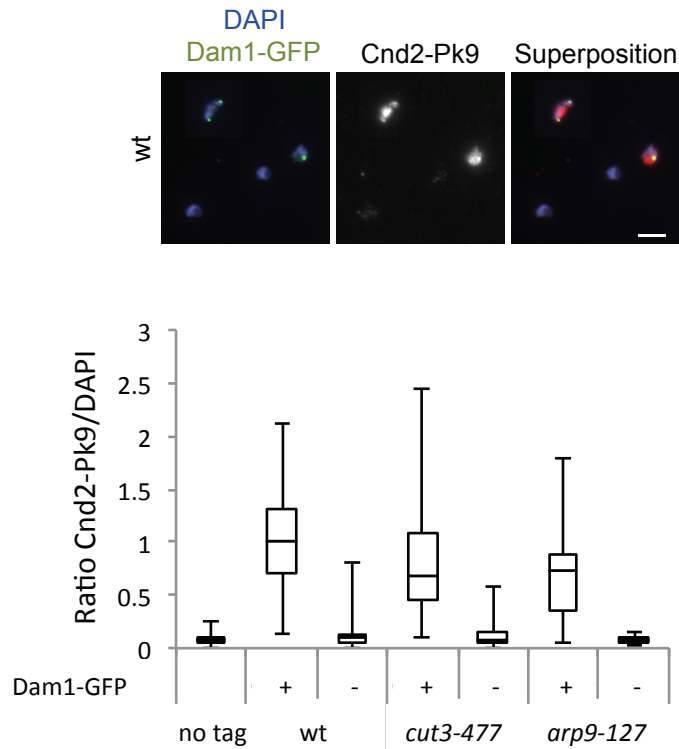 DAPI
Dam1-GFP Cnd2-Pk9 Superposition
wt
Ratio Cnd2-Pk9/DAPI
3
2.5
2
1.5
1
0.5
0
Dam1-GFP + - + - + -
no tag wt cut3-477 arp9-127